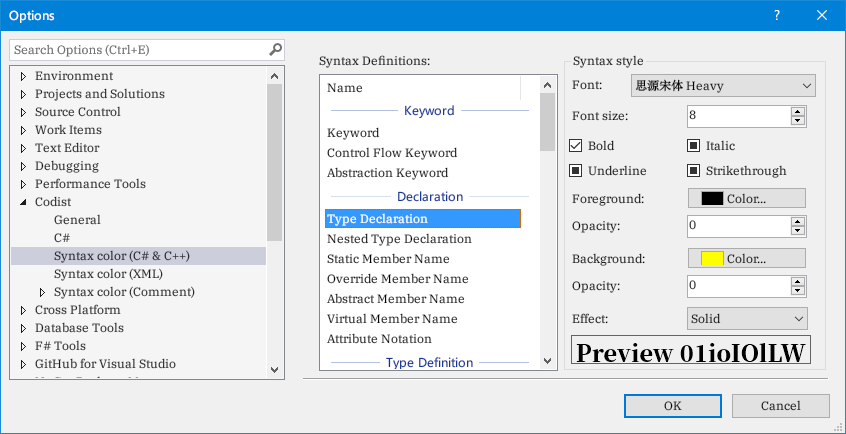 Options
?
Search Options (Ctrl+E)
Environment
Projects and Solutions
Source Control
Work Items
Text Editor
Debugging
Performance Tools
Codist
General
C#
Syntax color (C# & C++)
Syntax color (XML)
Syntax color (Comment)
Cross Platform
Database Tools
F# Tools
GitHub for Visual Studio
Syntax Definitions:
Name
Keyword
Keyword
Control Flow Keyword
Abstraction Keyword
Declaration
Type Declaration
Nested Type Declaration
Static Member Name
Override Member Name
Abstract Member Name
Virtual Member Name
Attribute Notation
Type Definition
Syntax style
Font: 思源宋体 Heavy
Font size: 8
Bold Italic
Underline Strikethrough
Foreground: Color...
Opacity: 0
Background: Color...
Opacity: 0
Effect: Solid
Preview 01ioIOlLW
OK Cancel